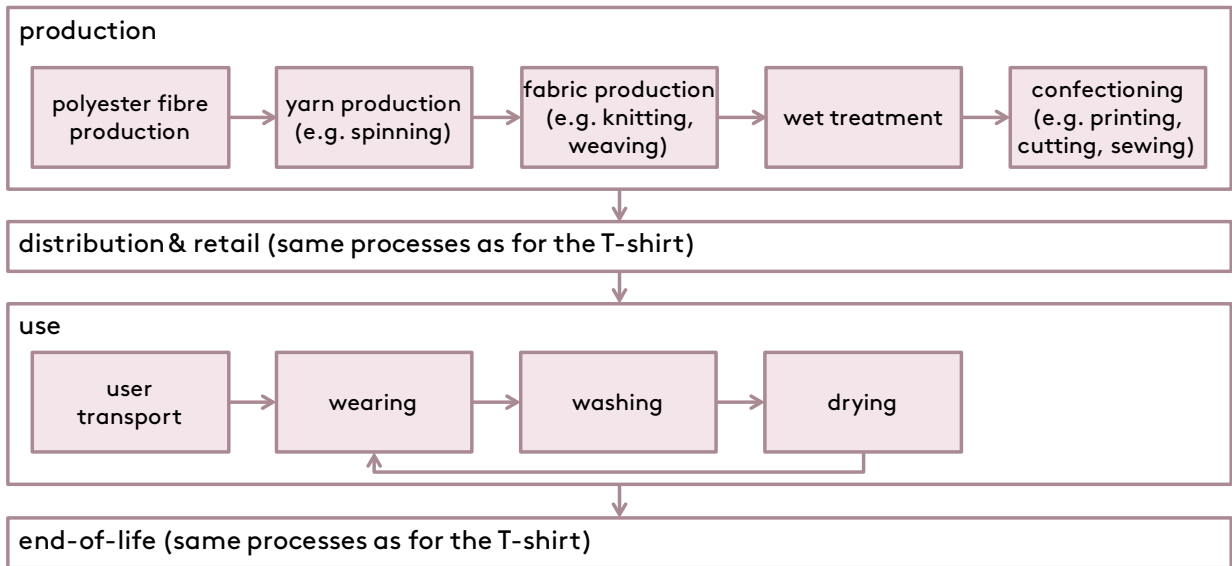 production
polyester fibre
production
yarn production
(e.g. spinning)
fabric production
(e.g. knitting,
weaving)
wet treatment
confectioning
(e.g. printing,
cutting, sewing)
distribution & retail (same processes as for the T-shirt)
use
user
transport
wearing
washing
drying
end-of-life (same processes as for the T-shirt)